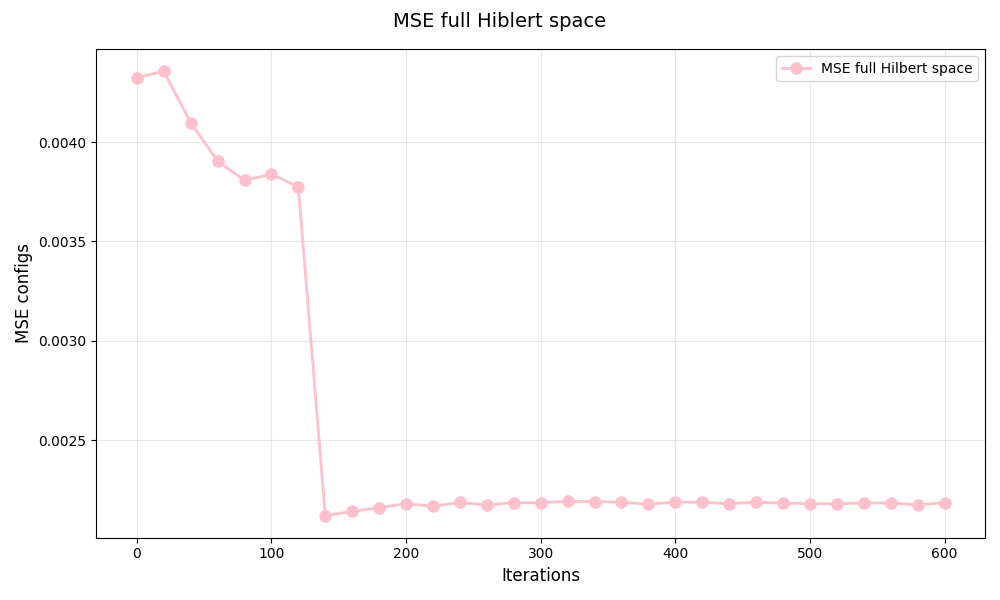 MSE full Hiblert space
MSE full Hilbert space
MSE configs
0.0040
0.0035
0.0030
0.0025
0 100 200 300 400 500 600
Iterations